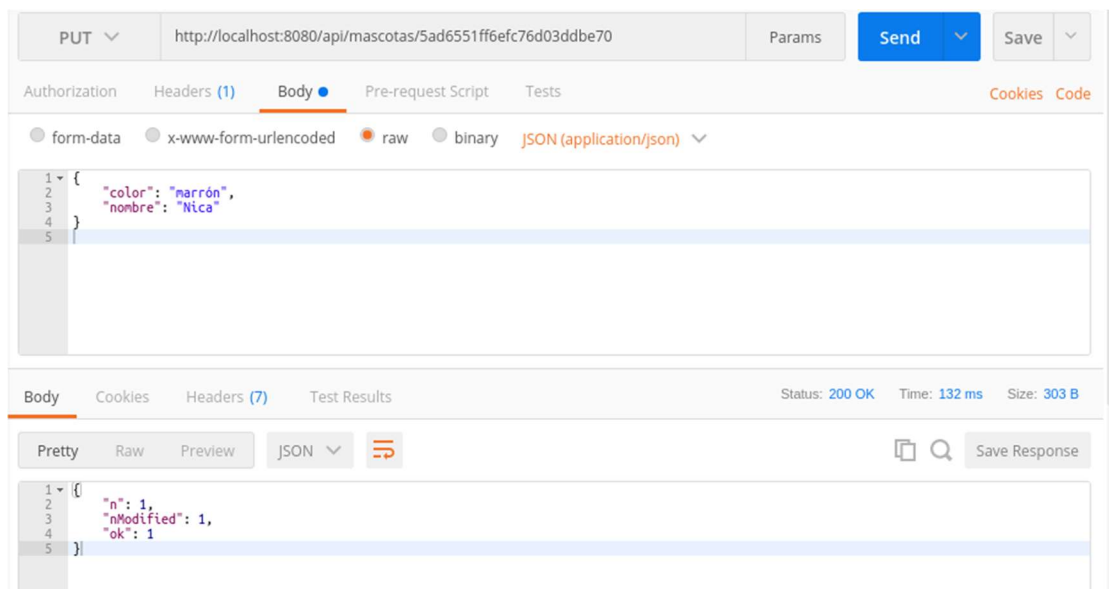 PUT http://localhost:8080/api/mascotas/5ad6551ff6efc76d03ddbe70 Params Send Save
Authorization Headers (1) Body Pre-request Script Tests Cookies Code
form-data x-www-form-urlencoded raw binary JSON (application/json)
1 {
2 "color": "marrón",
3 "nombre": "Nica"
4 }
5
Body Cookies Headers (7) Test Results Status: 200 OK Time: 132 ms Size: 303 B
Pretty Raw Preview JSON Save Response
1 {
2 "n": 1,
3 "nModified": 1,
4 "ok": 1
5 }